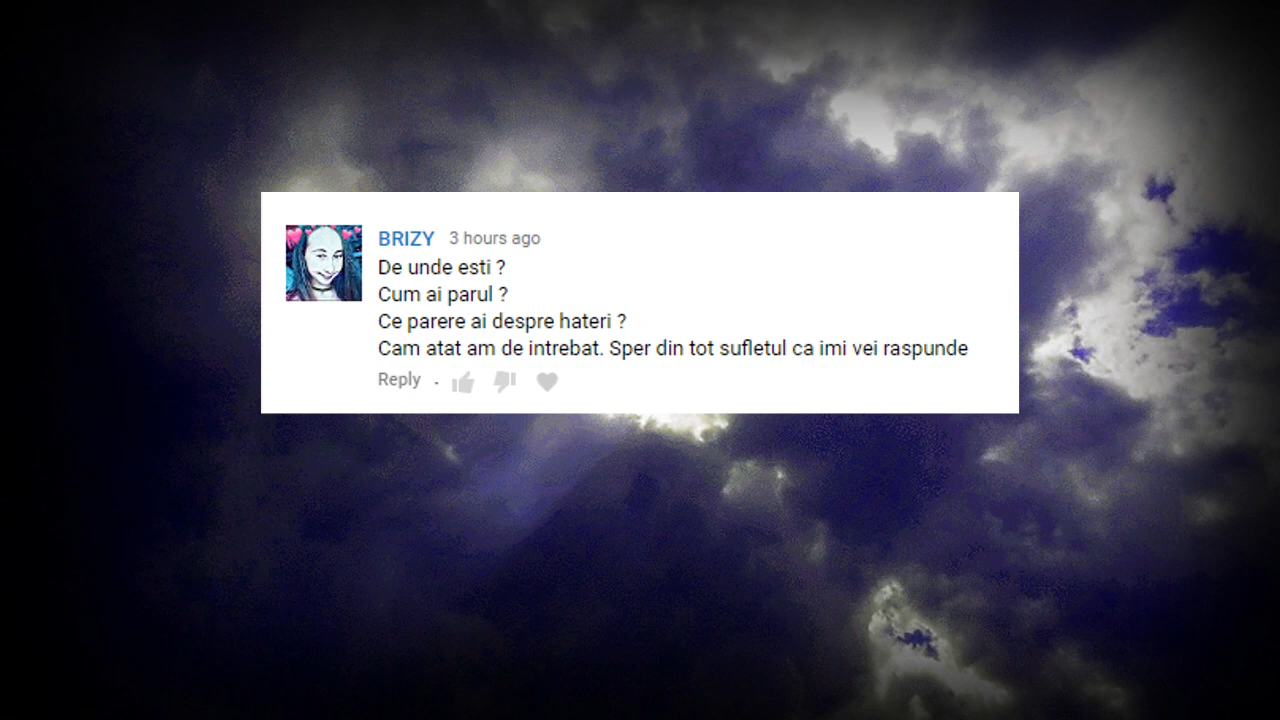 BRIZY 3 hours ago
De unde esti ?
Cum ai parul ?
Ce parere ai despre hateri ?
Cam atat am de intrebat. Sper din tot sufletul ca imi vei raspunde
Reply